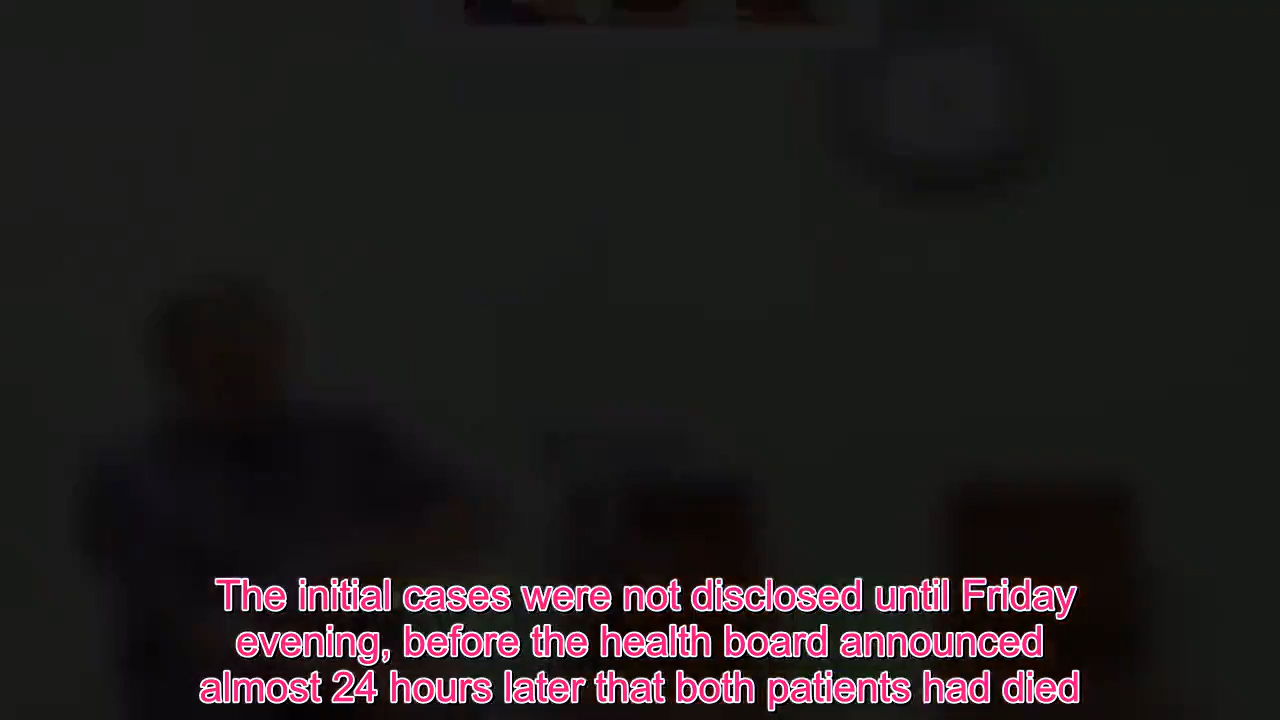 The initial cases were not disclosed until Friday
evening, before the health board announced
almost 24 hours later that both patients had died